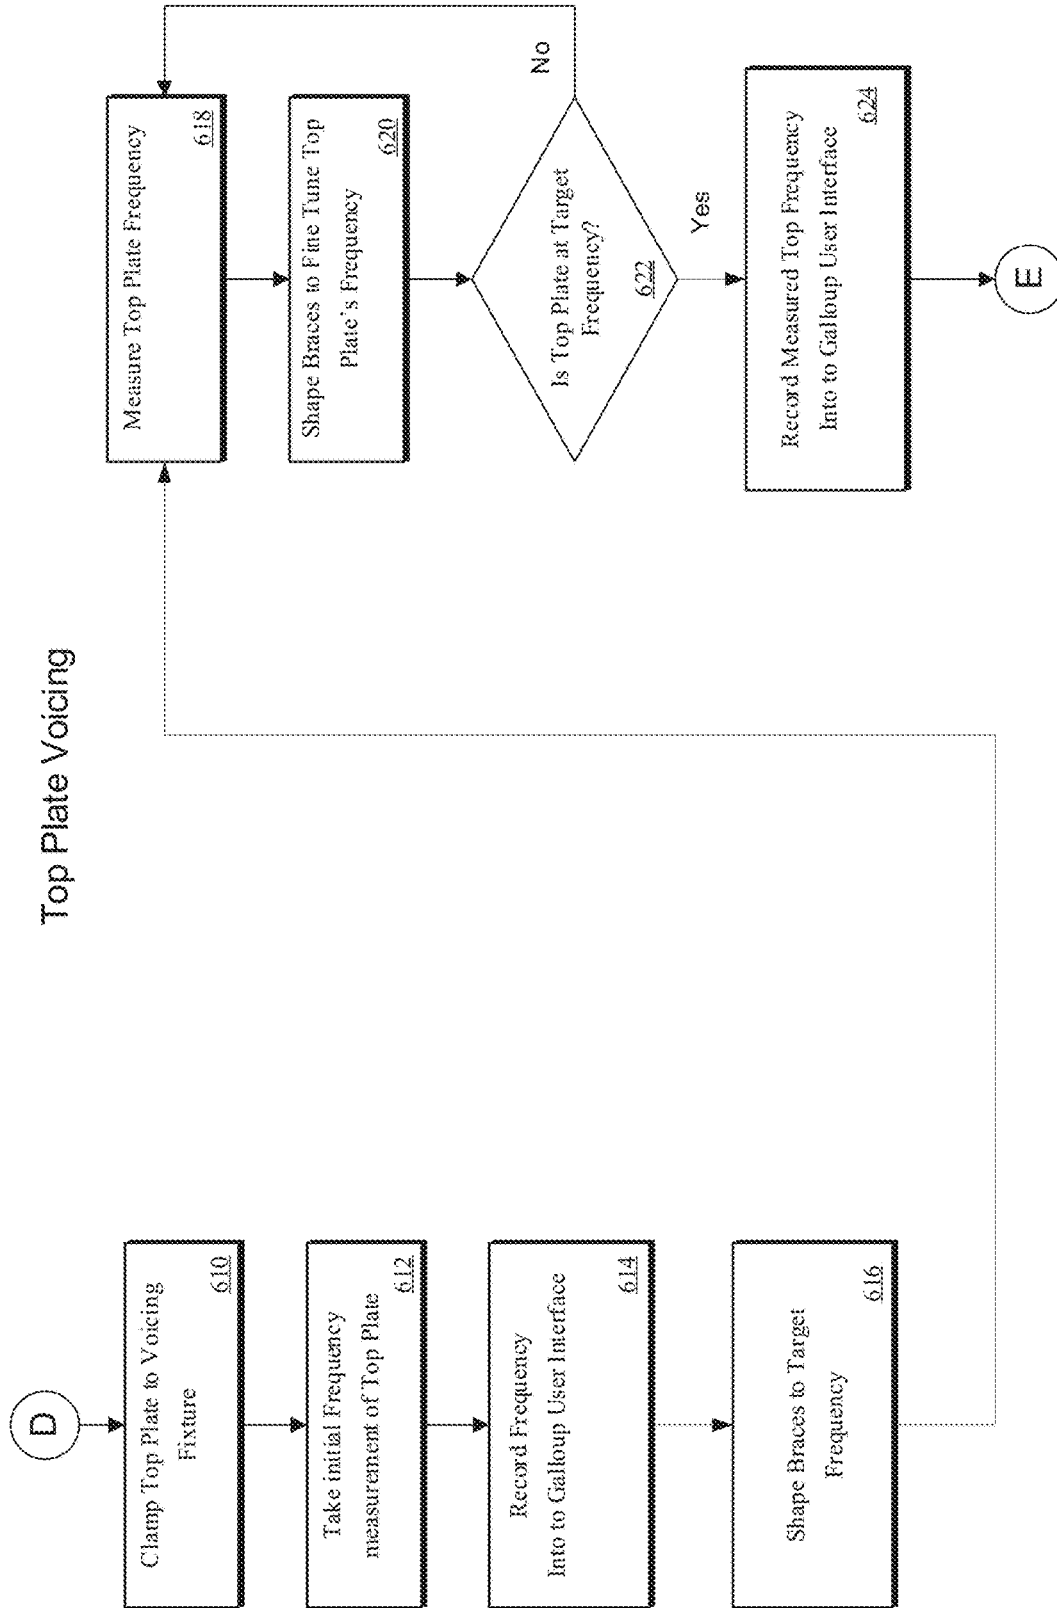 Top Plate Voicing
D
Clamp Top Plate to Voicing
Fixture
610
Take initial Frequency
measurement of Top Plate
612
Record Frequency
Into to Galloup User Interface
614
Shape Braces to Target
Frequency
616
Measure Top Plate Frequency
618
Shape Braces to Fine Tune Top
Plate's Frequency
620
Is Top Plate at Target
Frequency?
622
No
Yes
Record Measured Top Frequency
Into to Galloup User Interface
624
E